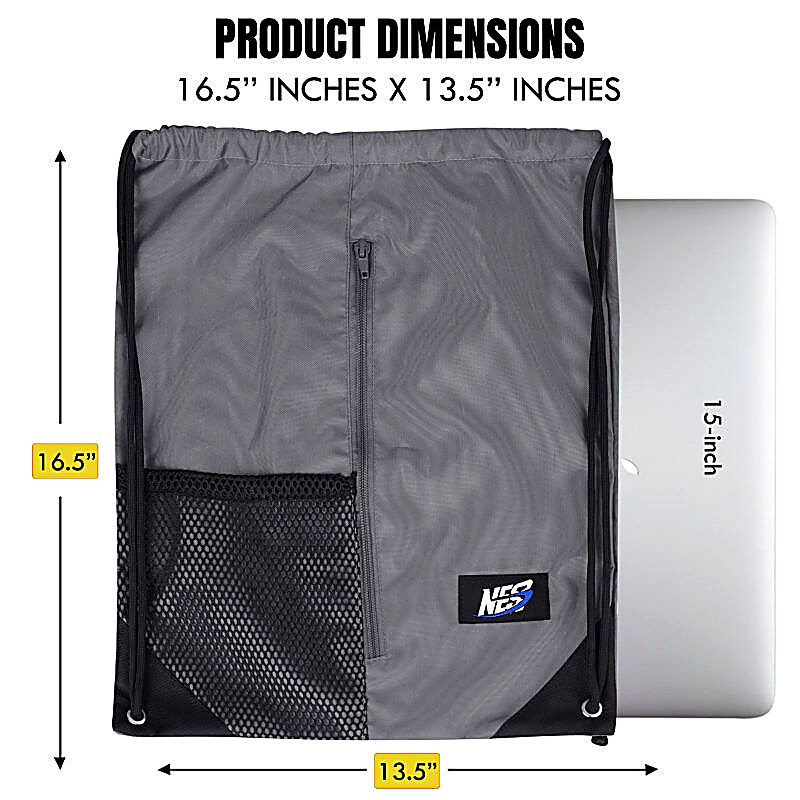 PRODUCT DIMENSIONS
16.5” INCHES X 13.5” INCHES
15-inch
16.5”
NES
13.5”